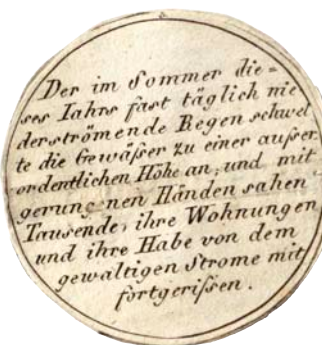 Der im Sommer die=
ses Iahrs fast täglich nie
derströmende Regen schwel
te die Gewäſser zu einer auſser
ordentlichen Höhe an, und mit
gerungenen Händen sahen
Tausende, ihre Wohnungen
und ihre Habe von dem
gewaltigen Strome mit
fortgeriſsen.